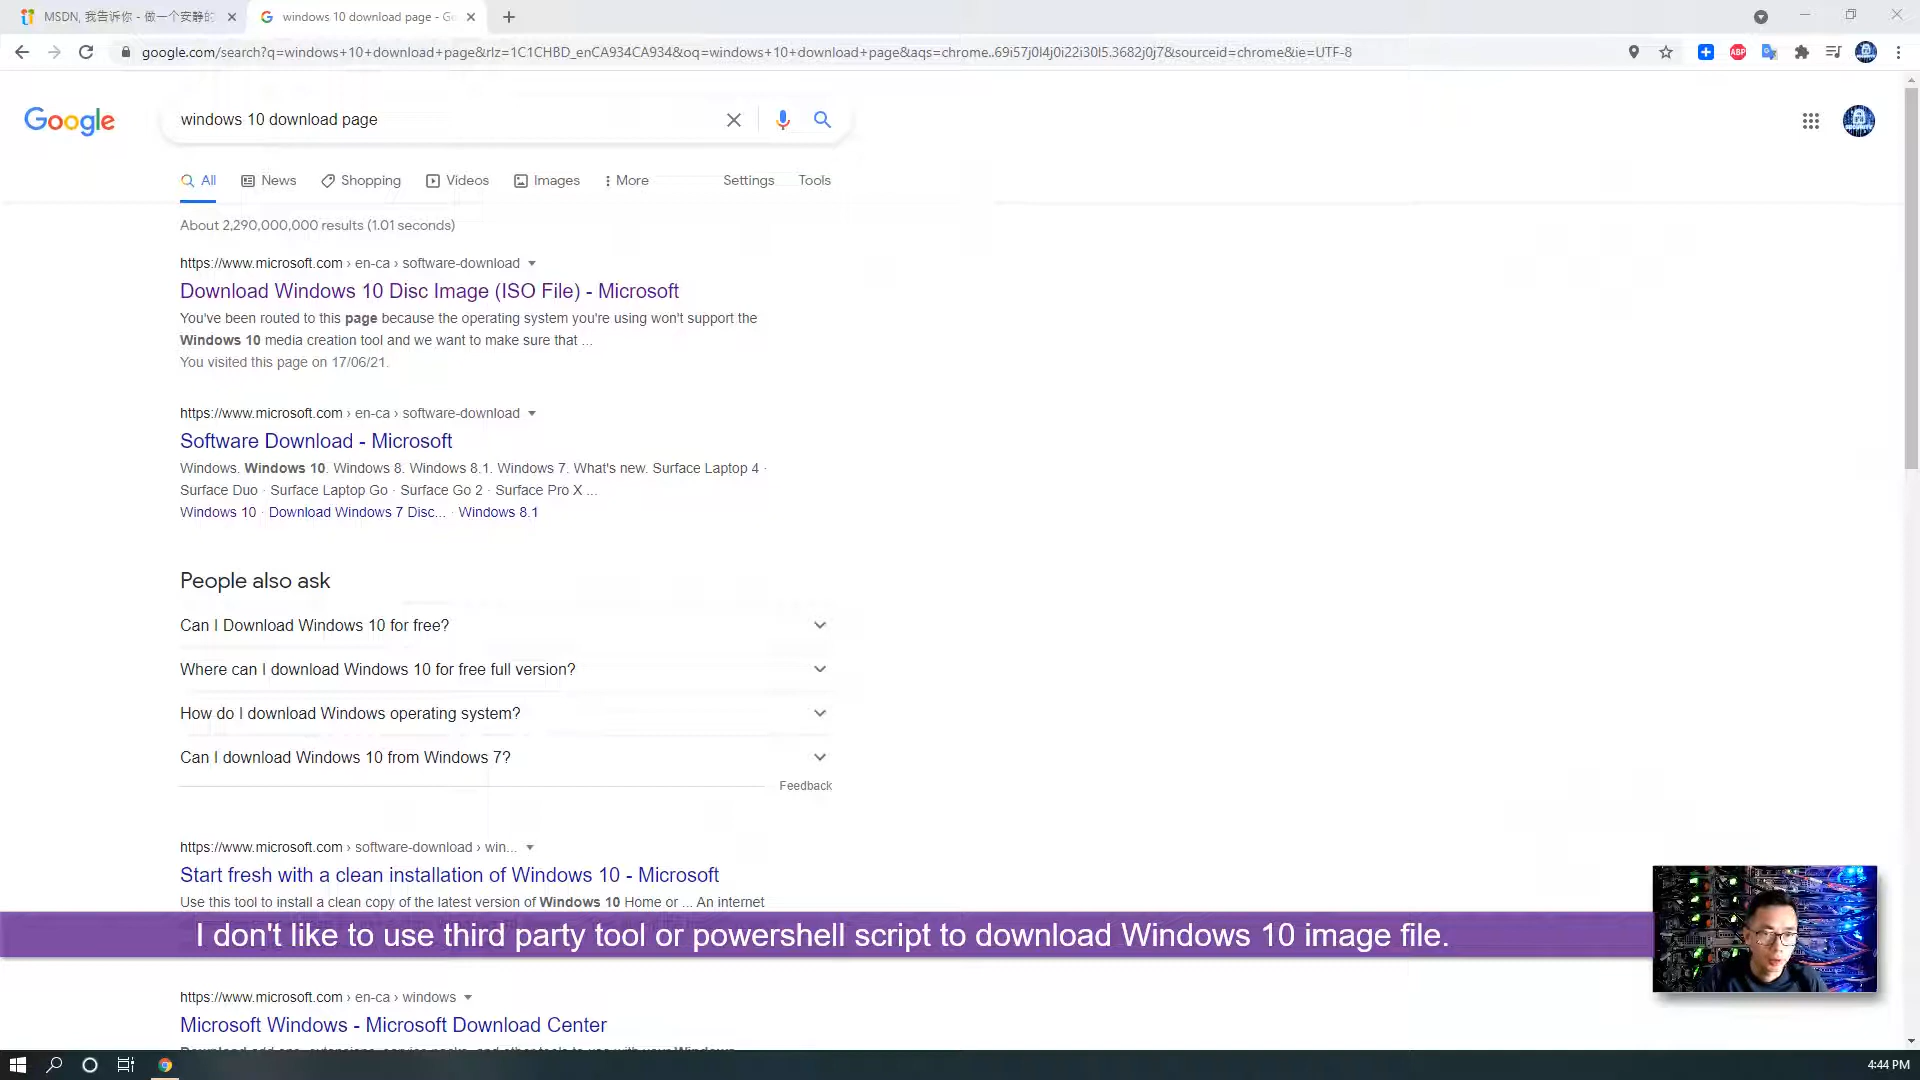 MSDN, 我告诉你 - 做一个安静的
windows 10 download page - Go
google.com/search?q=windows+10+download+page&rlz=1C1CHBD_enCA934CA934&oq=windows+10+download+page&aqs=chrome..69i57j0l4j0i22i30l5.3682j0j7&sourceid=chrome&ie=UTF-8
ABP
Google
windows 10 download page
All
News
Shopping
Videos
Images
More
Settings
Tools
About 2,290,000,000 results (1.01 seconds)
https://www.microsoft.com › en-ca › software-download
Download Windows 10 Disc Image (ISO File) - Microsoft
You've been routed to this page because the operating system you're using won't support the
Windows 10 media creation tool and we want to make sure that ...
You visited this page on 17/06/21.
https://www.microsoft.com › en-ca › software-download
Software Download - Microsoft
Windows. Windows 10. Windows 8. Windows 8.1. Windows 7. What's new. Surface Laptop 4 ·
Surface Duo · Surface Laptop Go · Surface Go 2 · Surface Pro X ...
Windows 10 · Download Windows 7 Disc... · Windows 8.1
People also ask
Can I Download Windows 10 for free?
Where can I download Windows 10 for free full version?
How do I download Windows operating system?
Can I download Windows 10 from Windows 7?
Feedback
https://www.microsoft.com › software-download › win...
Start fresh with a clean installation of Windows 10 - Microsoft
Use this tool to install a clean copy of the latest version of Windows 10 Home or ... An internet
I don't like to use third party tool or powershell script to download Windows 10 image file.
https://www.microsoft.com › en-ca › windows
Microsoft Windows - Microsoft Download Center
4:44 PM